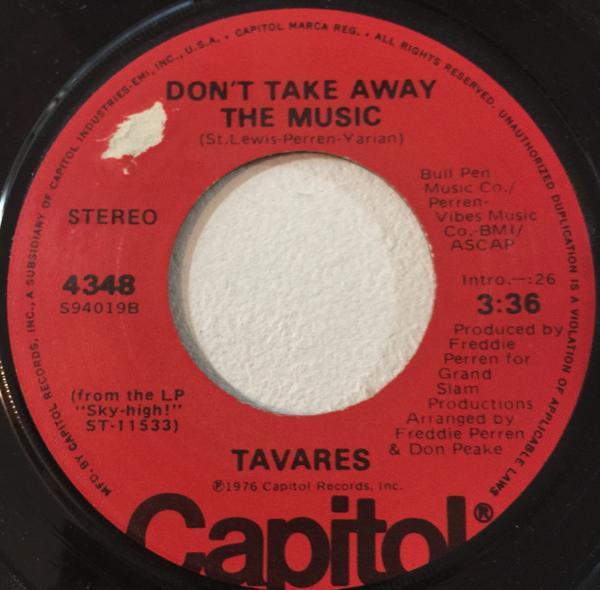 MFD. BY CAPITOL RECORDS, INC., A SUBSIDIARY OF CAPITOL INDUSTRIES-EMI, INC., U.S.A. • CAPITOL MARCA REG. • ALL RIGHTS RESERVED. UNAUTHORIZED DUPLICATION IS A VIOLATION OF APPLICABLE LAWS
DON'T TAKE AWAY
THE MUSIC
(St.Lewis-Perren-Yarian)
STEREO
4348
S94019B
Bull Pen
Music Co./
Perren-
Vibes Music
Co.-BMI/
ASCAP
Intro.—:26
3:36
Produced by
Freddie
Perren for
Grand
Slam
Productions
Arranged by
Freddie Perren
& Don Peake
(from the LP
"Sky-high!"
ST-11533)
TAVARES
℗1976 Capitol Records, Inc.
Capitol®